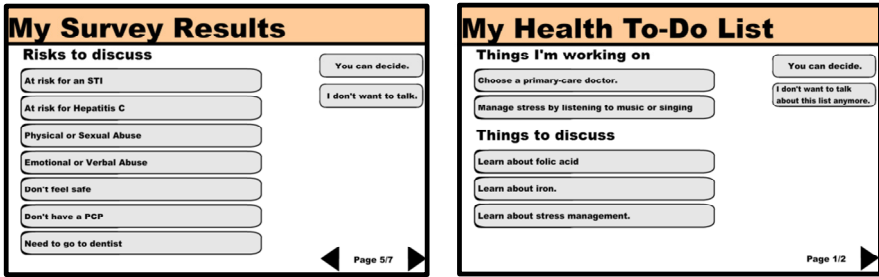 My Survey Results
Risks to discuss
You can decide.
At risk for an STI
I don't want to talk.
At risk for Hepatitis C
Physical or Sexual Abuse
Emotional or Verbal Abuse
Don't feel safe
Don't have a PCP
Need to go to dentist
Page 5/7
My Health To-Do List
Things I'm working on
You can decide.
Choose a primary-care doctor.
I don't want to talk
about this list anymore.
Manage stress by listening to music or singing
Things to discuss
Learn about folic acid
Learn about iron.
Learn about stress management.
Page 1/2